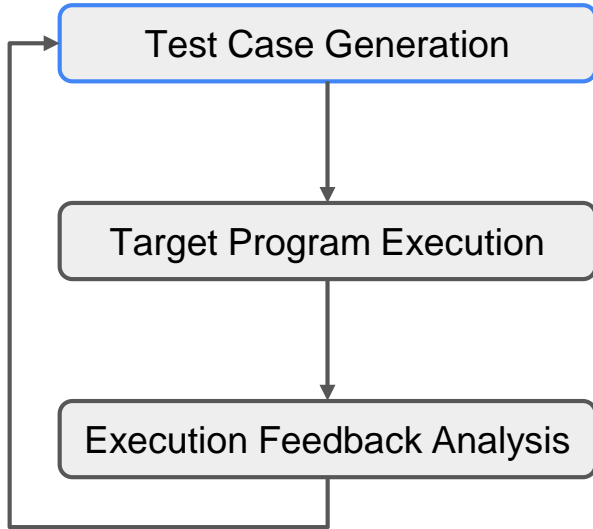 Test Case Generation
Target Program Execution
Execution Feedback Analysis